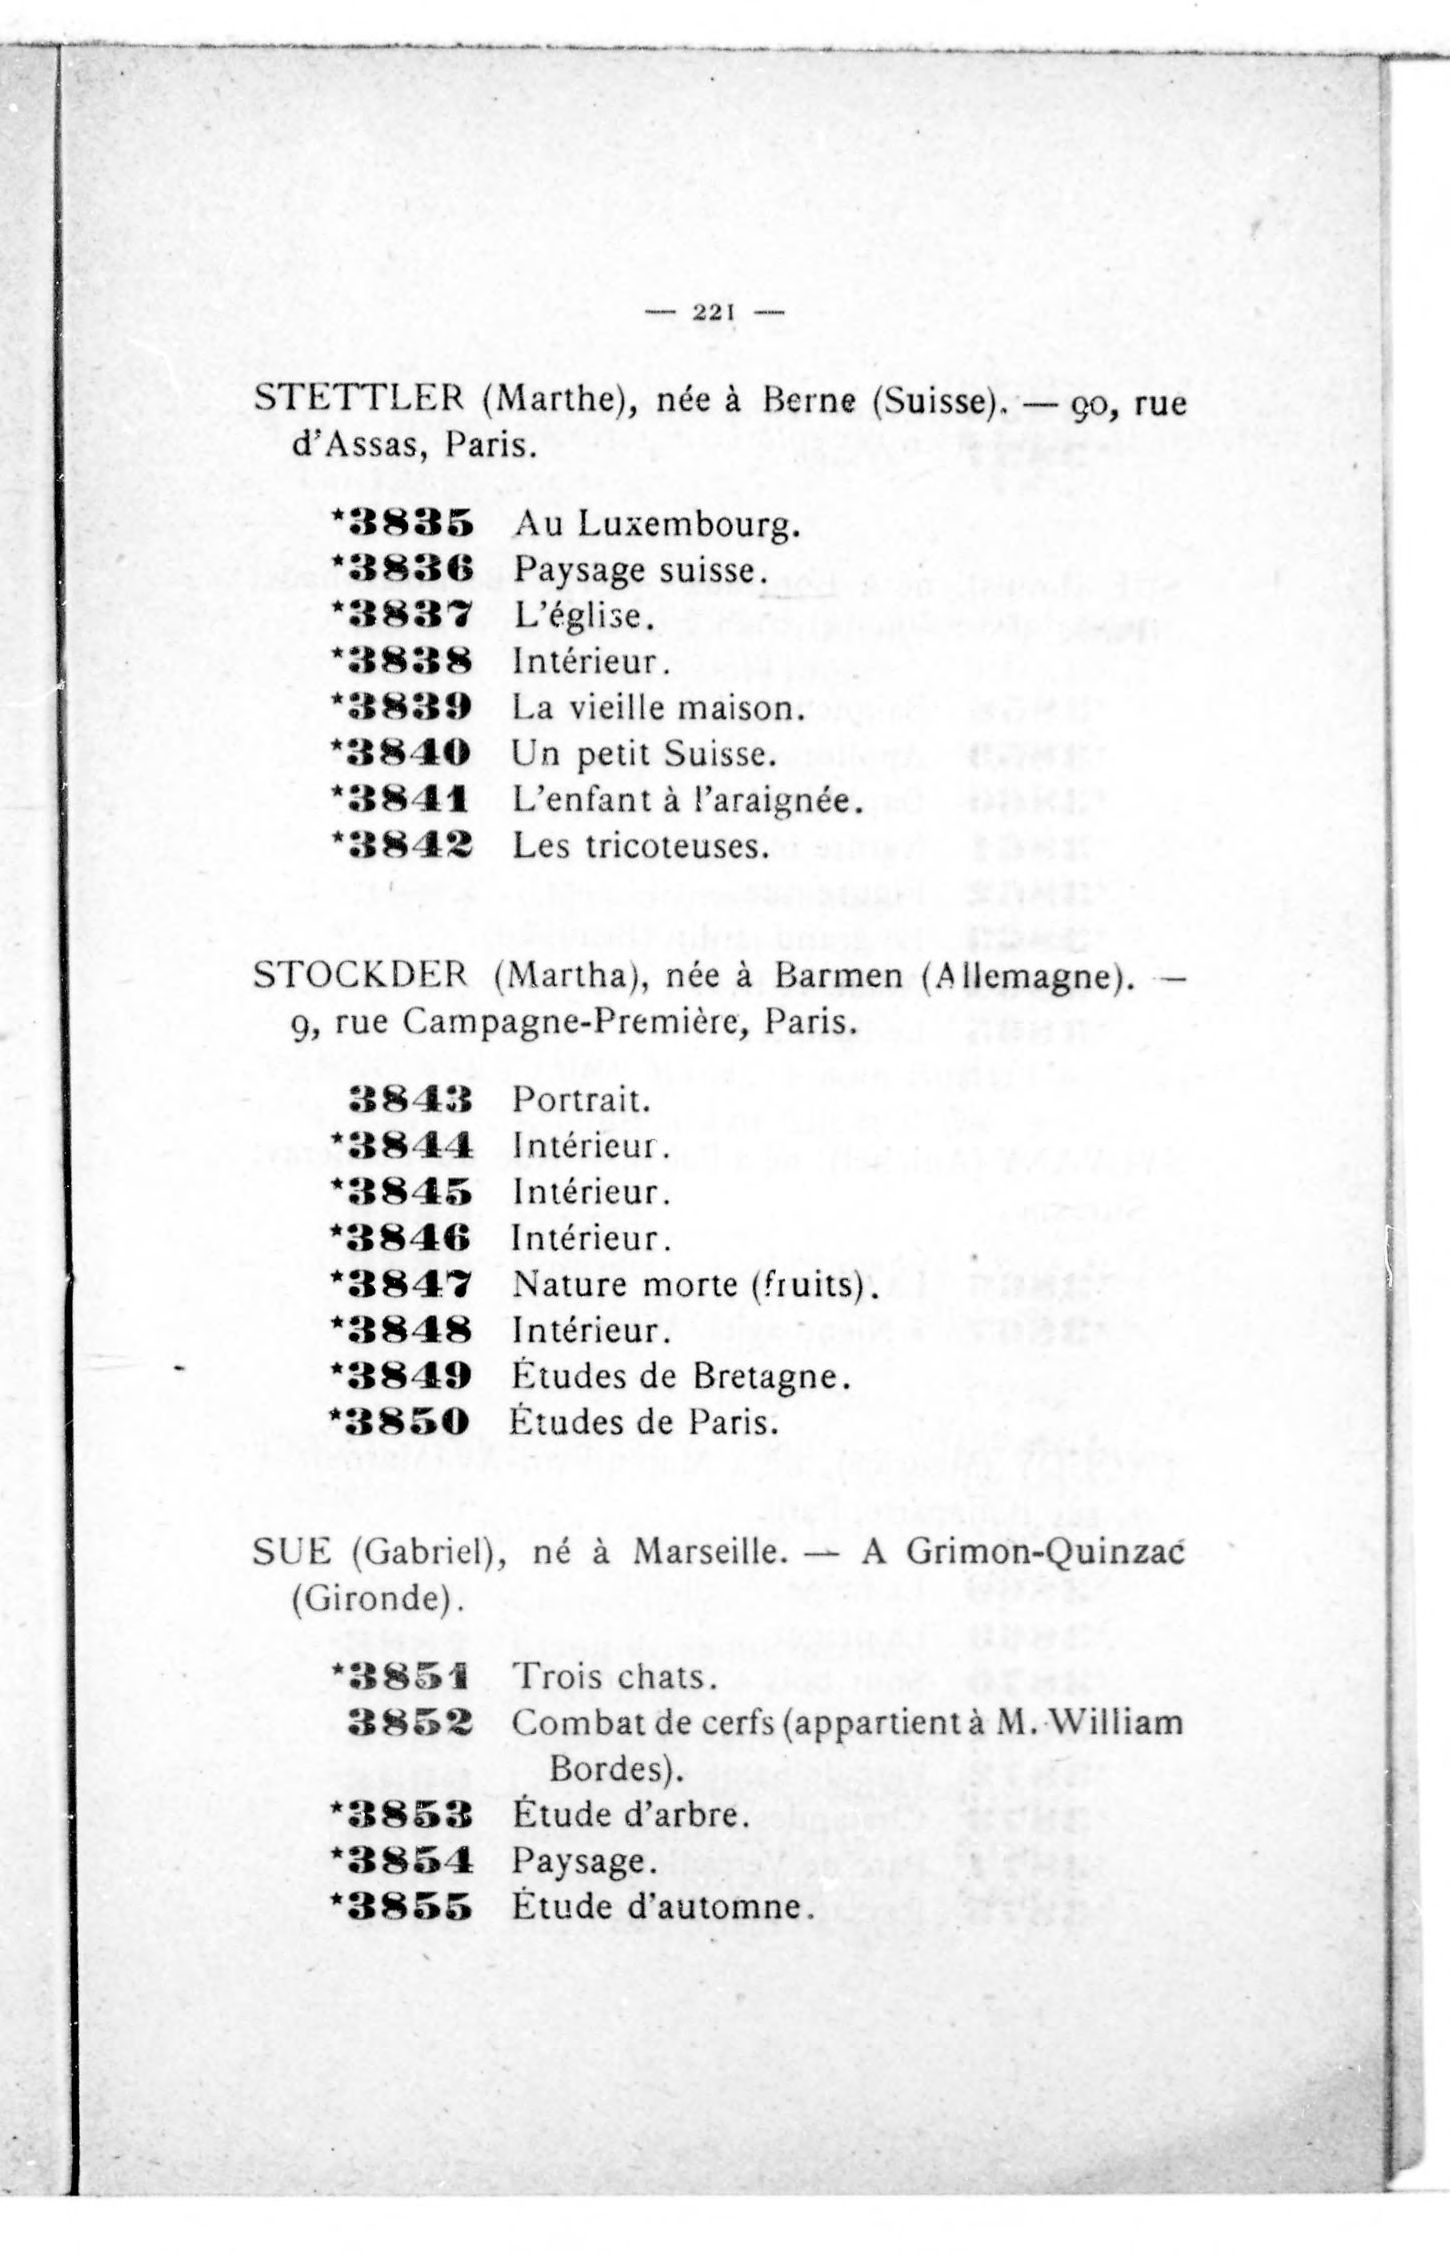 — 221 —
STETTLER (Marthe), née à Berne (Suisse). — 90, rue
d'Assas, Paris.
*3835 Au Luxembourg.
*3836 Paysage suisse.
*3837 L'église.
*3838 Intérieur.
*3839 La vieille maison.
*3840 Un petit Suisse.
*3841 L'enfant à l'araignée.
*3842 Les tricoteuses.
STOCKDER (Martha), née à Barmen (Allemagne). —
9, rue Campagne-Première, Paris.
3843 Portrait.
*3844 Intérieur.
*3845 Intérieur.
*3846 Intérieur.
*3847 Nature morte (fruits).
*3848 Intérieur.
*3849 Études de Bretagne.
*3850 Études de Paris.
SUE (Gabriel), né à Marseille. — A Grimon-Quinzac
(Gironde).
*3851 Trois chats.
3852 Combat de cerfs (appartient à M. William
Bordes).
*3853 Étude d'arbre.
*3854 Paysage.
*3855 Étude d'automne.